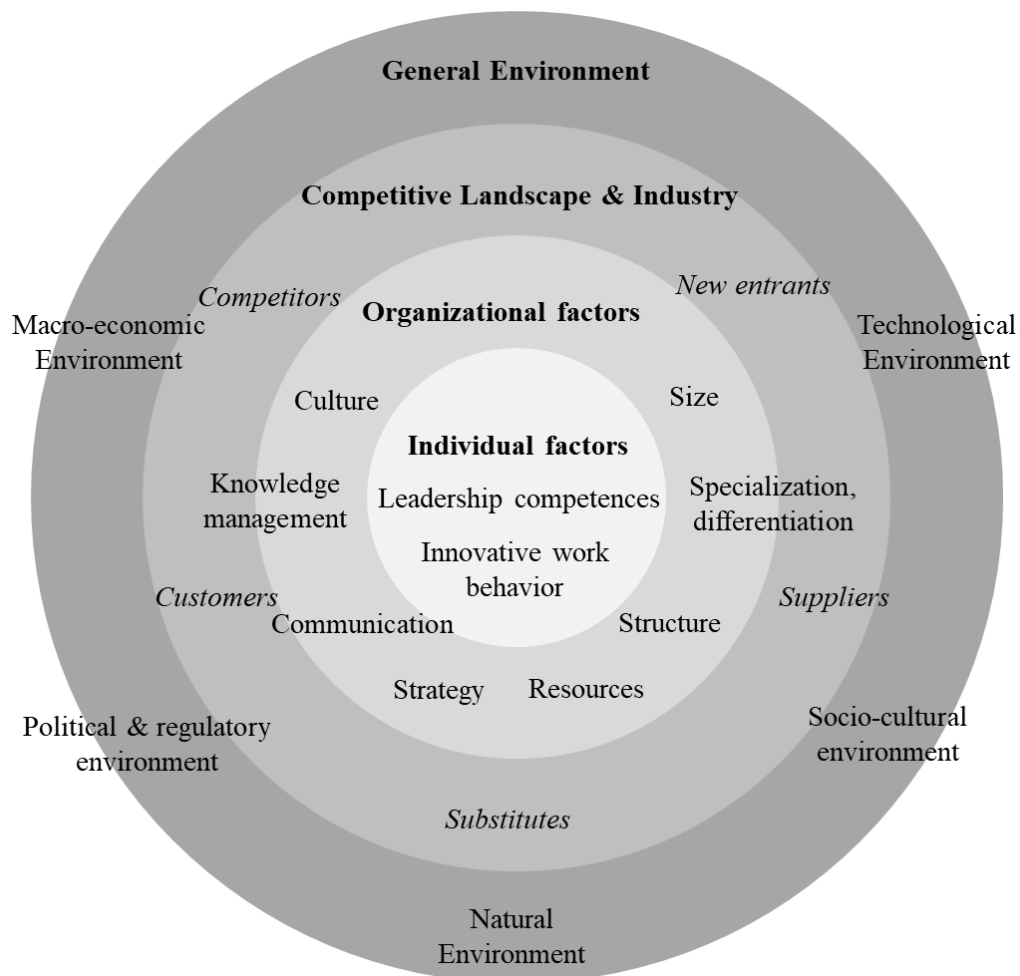 General Environment
Competitive Landscape & Industry
New entrants
Competitors
Organizational factors
Macro-economic
Environment
Technological
Environment
Culture
Size
Individual factors
Knowledge
management
Leadership competences
Specialization,
differentiation
Innovative work
behavior
Customers
Suppliers
Communication
Structure
Strategy
Resources
Political & regulatory
environment
Socio-cultural
environment
Substitutes
Natural
Environment